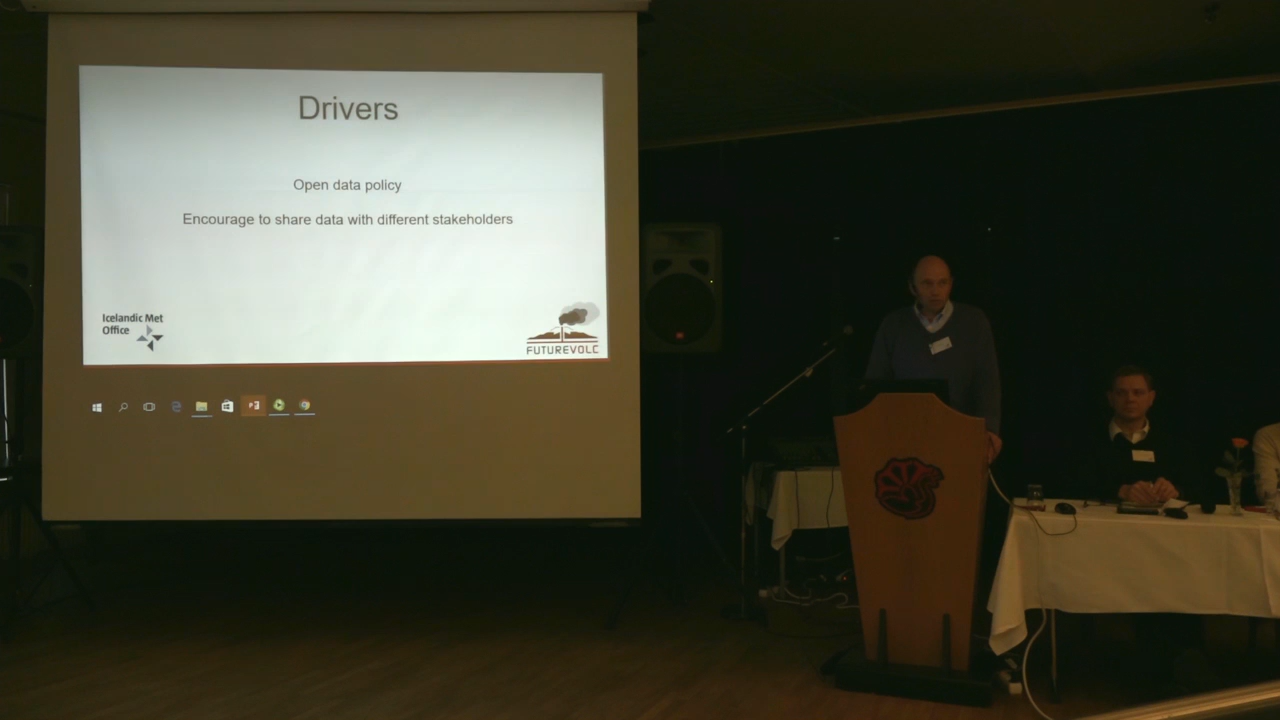 Drivers
Open data policy
Encourage to share data with different stakeholders
Icelandic Met
Office
FUTUREVOLC